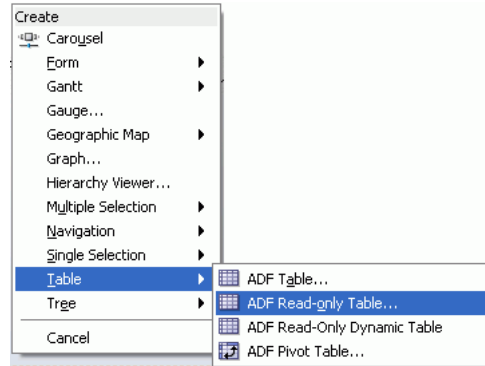 Create
Carousel
Form
Gantt
Gauge...
Geographic Map
Graph...
Hierarchy Viewer...
Multiple Selection
Navigation
Single Selection
Table
Tree
Cancel
ADF Table...
ADF Read-only Table...
ADF Read-Only Dynamic Table
ADF Pivot Table...